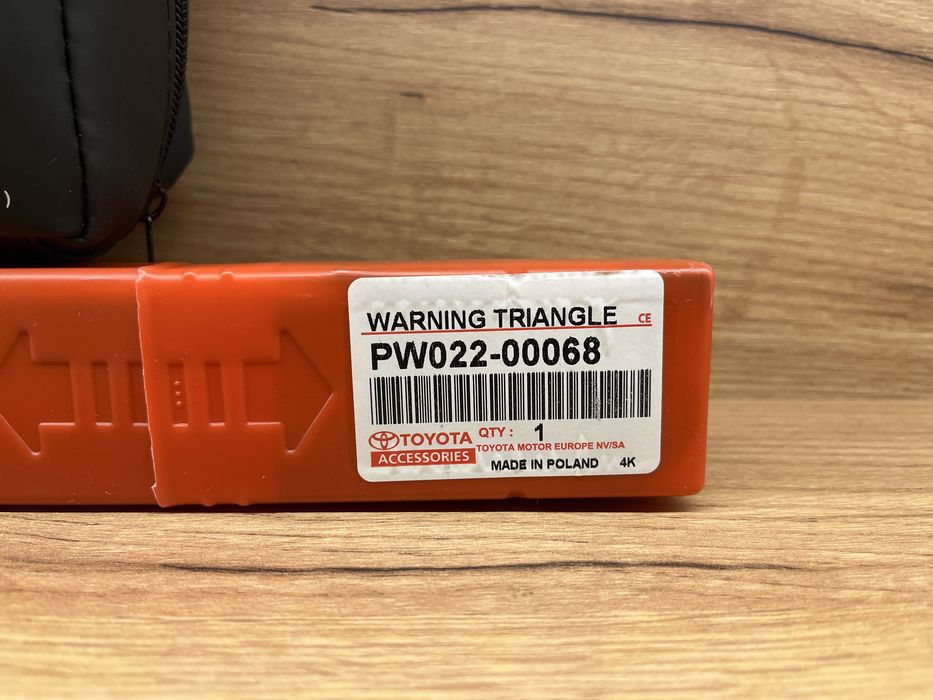 )
WARNING TRIANGLE CE
PW022-00068
TOYOTA
ACCESSORIES
QTY : 1
TOYOTA MOTOR EUROPE NV/SA
MADE IN POLAND 4K